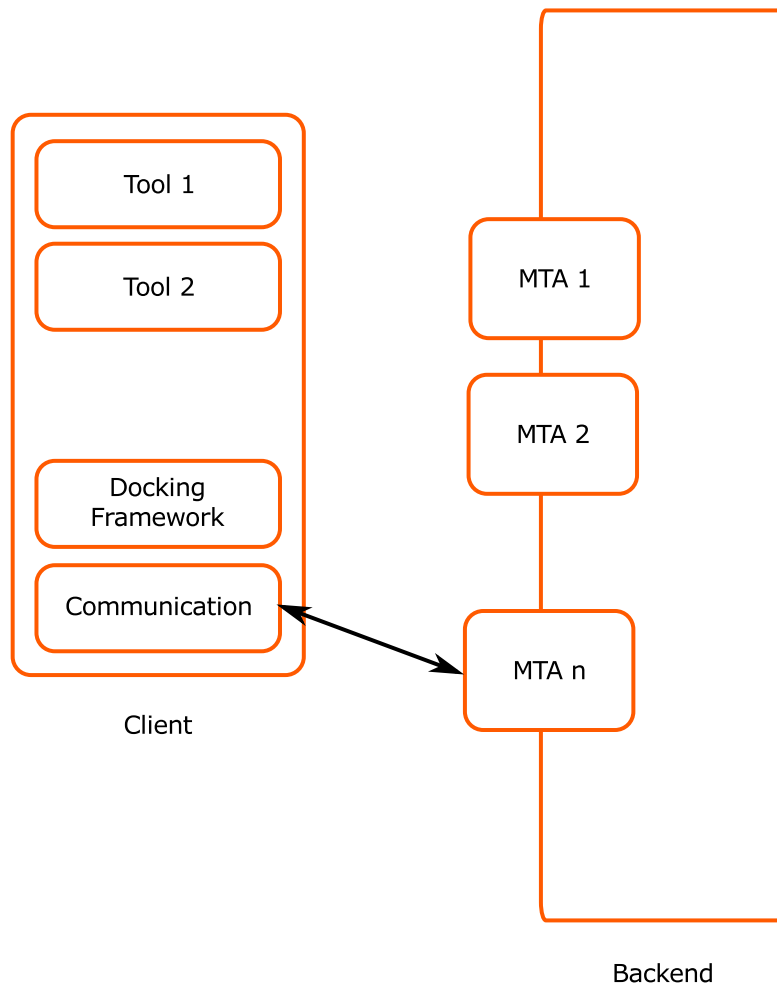 Tool 1
Tool 2
Docking
Framework
Communication
Client
MTA 1
MTA 2
MTA n
Backend